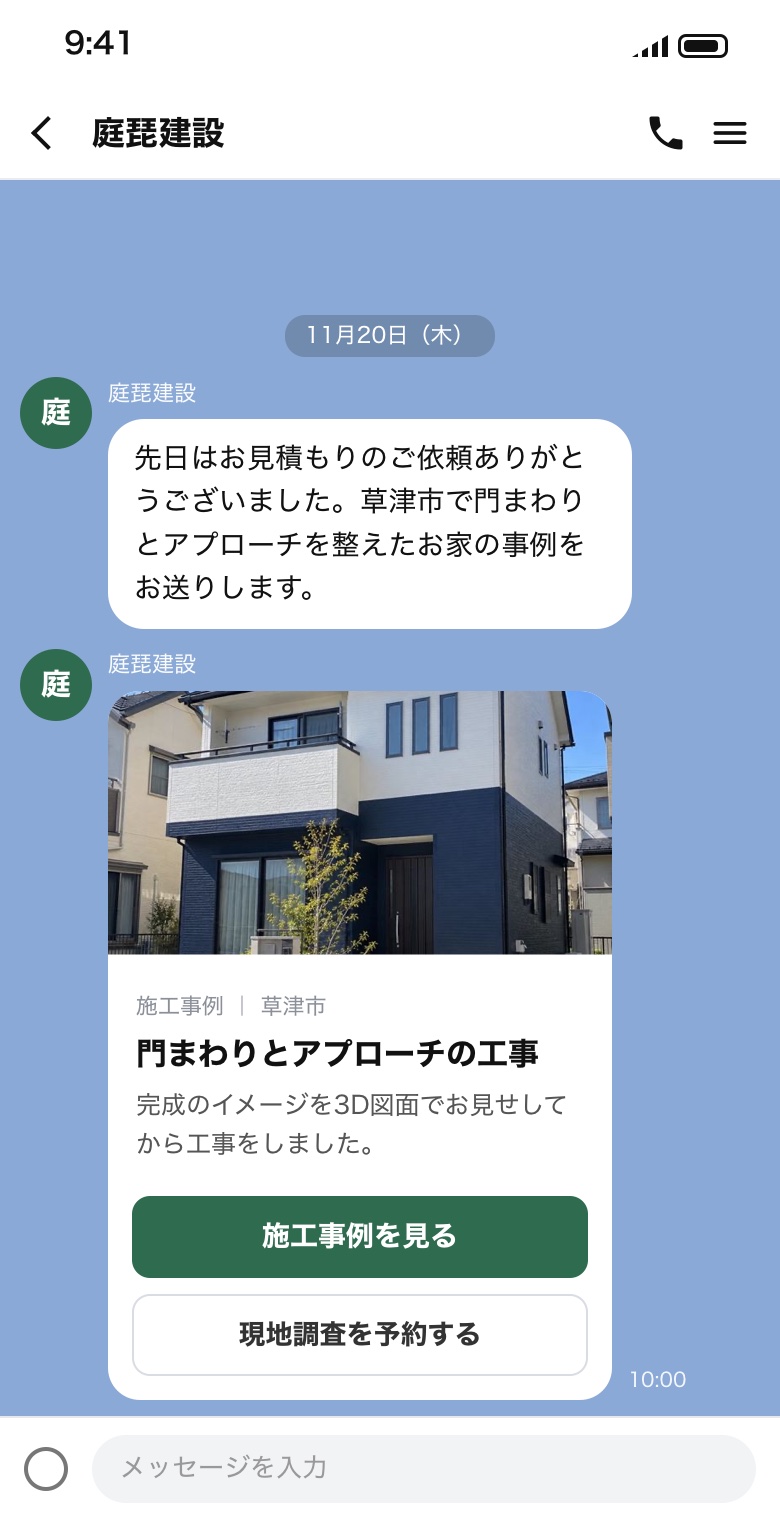 9:41
庭琵建設
11月20日（木）
庭琵建設
庭
先日はお見積もりのご依頼ありがと
うございました。草津市で門まわり
とアプローチを整えたお家の事例を
お送りします。
庭琵建設
庭
施工事例 ｜ 草津市
門まわりとアプローチの工事
完成のイメージを3D図面でお見せして
から工事をしました。
施工事例を見る
現地調査を予約する
10:00
メッセージを入力